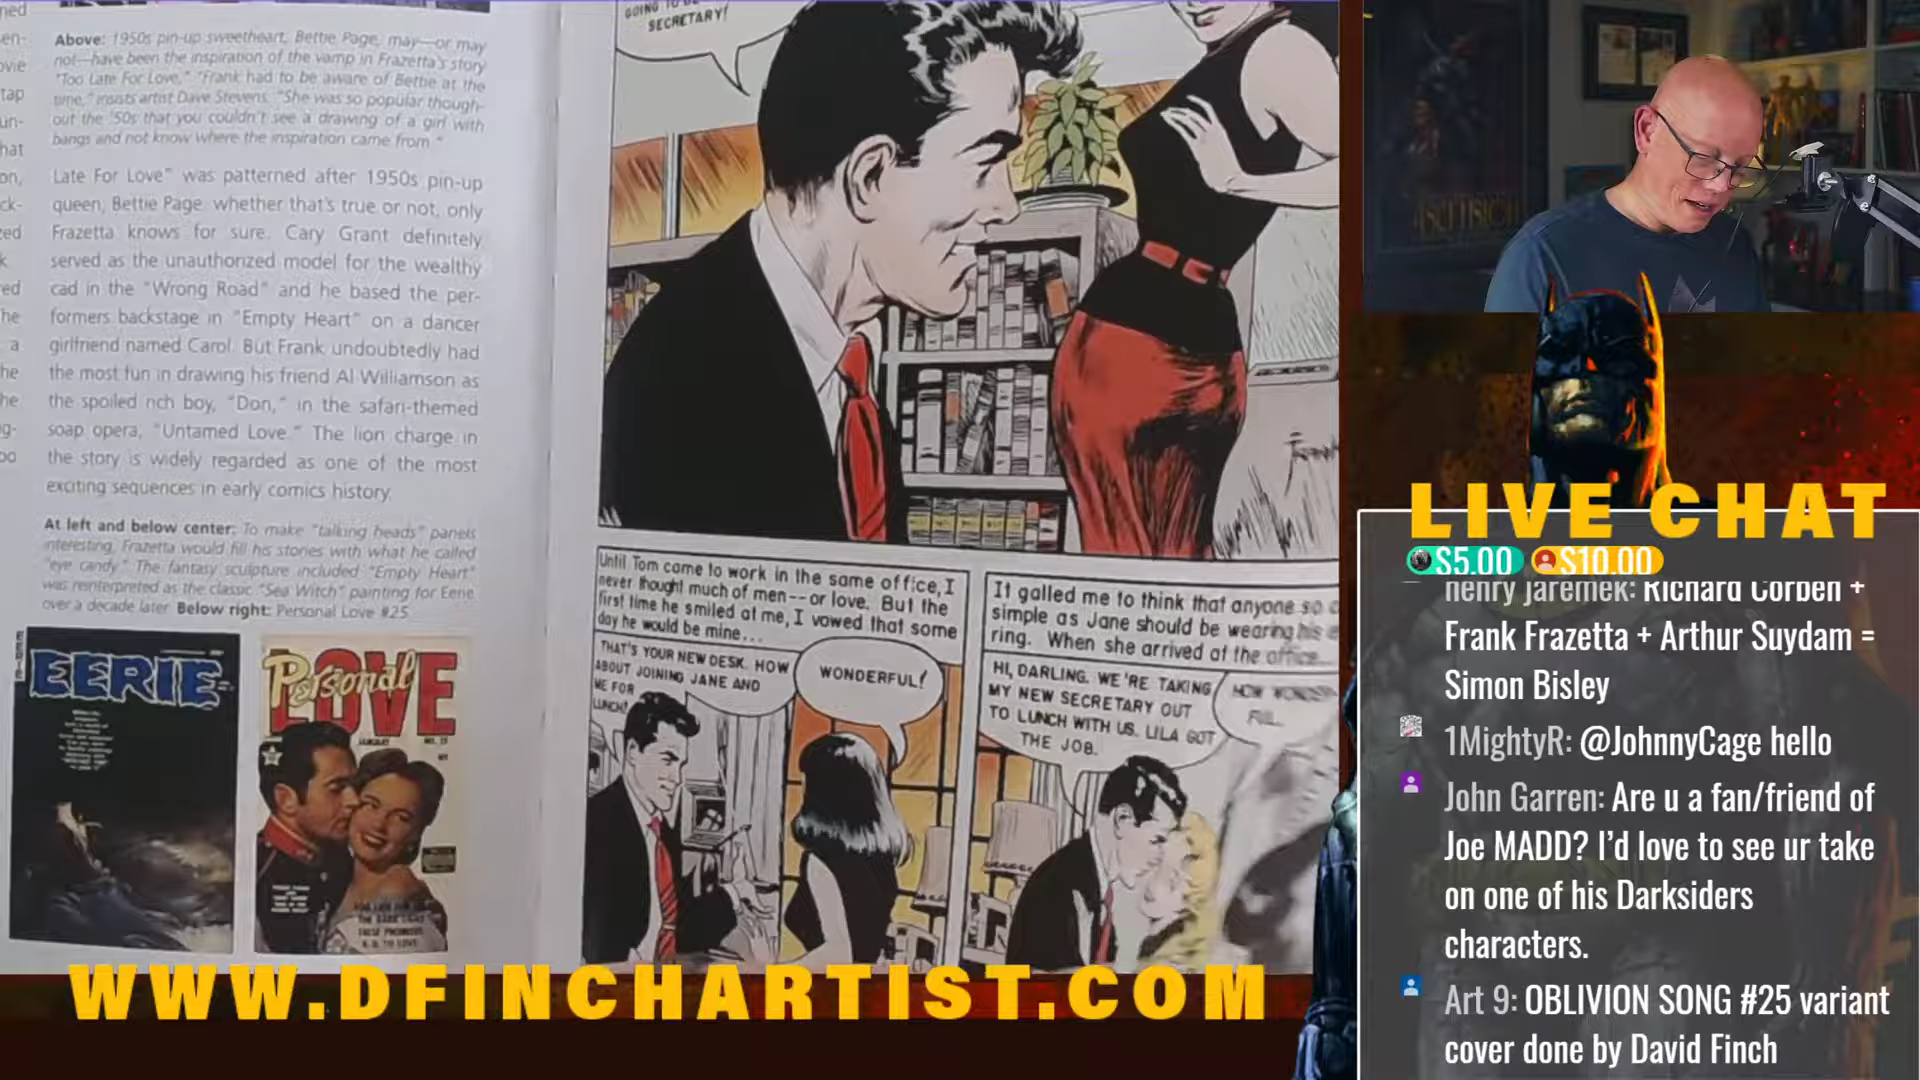 Above: 1950s pin-up sweetheart, Bettie Page, may—or may
not—have been the inspiration of the vamp in Frazetta's story
"Too Late For Love." "Frank had to be aware of Bettie at the
time," insists artist Dave Stevens. "She was so popular though-
out the '50s that you couldn't see a drawing of a girl with
bangs and not know where the inspiration came from."
Late For Love" was patterned after 1950s pin-up
queen, Bettie Page: whether that's true or not, only
Frazetta knows for sure. Cary Grant definitely
served as the unauthorized model for the wealthy
cad in the "Wrong Road" and he based the per-
formers backstage in "Empty Heart" on a dancer
girlfriend named Carol. But Frank undoubtedly had
the most fun in drawing his friend Al Williamson as
the spoiled rich boy, "Don," in the safari-themed
soap opera, "Untamed Love." The lion charge in
the story is widely regarded as one of the most
exciting sequences in early comics history.
At left and below center: To make "talking heads" panels
interesting, Frazetta would fill his stories with what he called
"eye candy." The fantasy sculpture included "Empty Heart"
was reinterpreted as the classic "Sea Witch" painting for Eerie
over a decade later. Below right: Personal Love #25.
EERIE
Personal
LOVE
JANUARY
SECRETARY!
Until Tom came to work in the same office, I
never thought much of men--or love. But the
first time he smiled at me, I vowed that some
day he would be mine...
THAT'S YOUR NEW DESK. HOW
ABOUT JOINING JANE AND
ME FOR
LUNCH?
WONDERFUL!
It galled me to think that anyone so
simple as Jane should be wearing his
ring. When she arrived at the office...
HI, DARLING. WE'RE TAKING
MY NEW SECRETARY OUT
TO LUNCH WITH US. LILA GOT
THE JOB.
WWW.DFINCHARTIST.COM
LIVE CHAT
$5.00 $10.00
henry jaremek: Richard Corben +
Frank Frazetta + Arthur Suydam =
Simon Bisley
1MightyR: @JohnnyCage hello
John Garren: Are u a fan/friend of
Joe MADD? I'd love to see ur take
on one of his Darksiders
characters.
Art 9: OBLIVION SONG #25 variant
cover done by David Finch